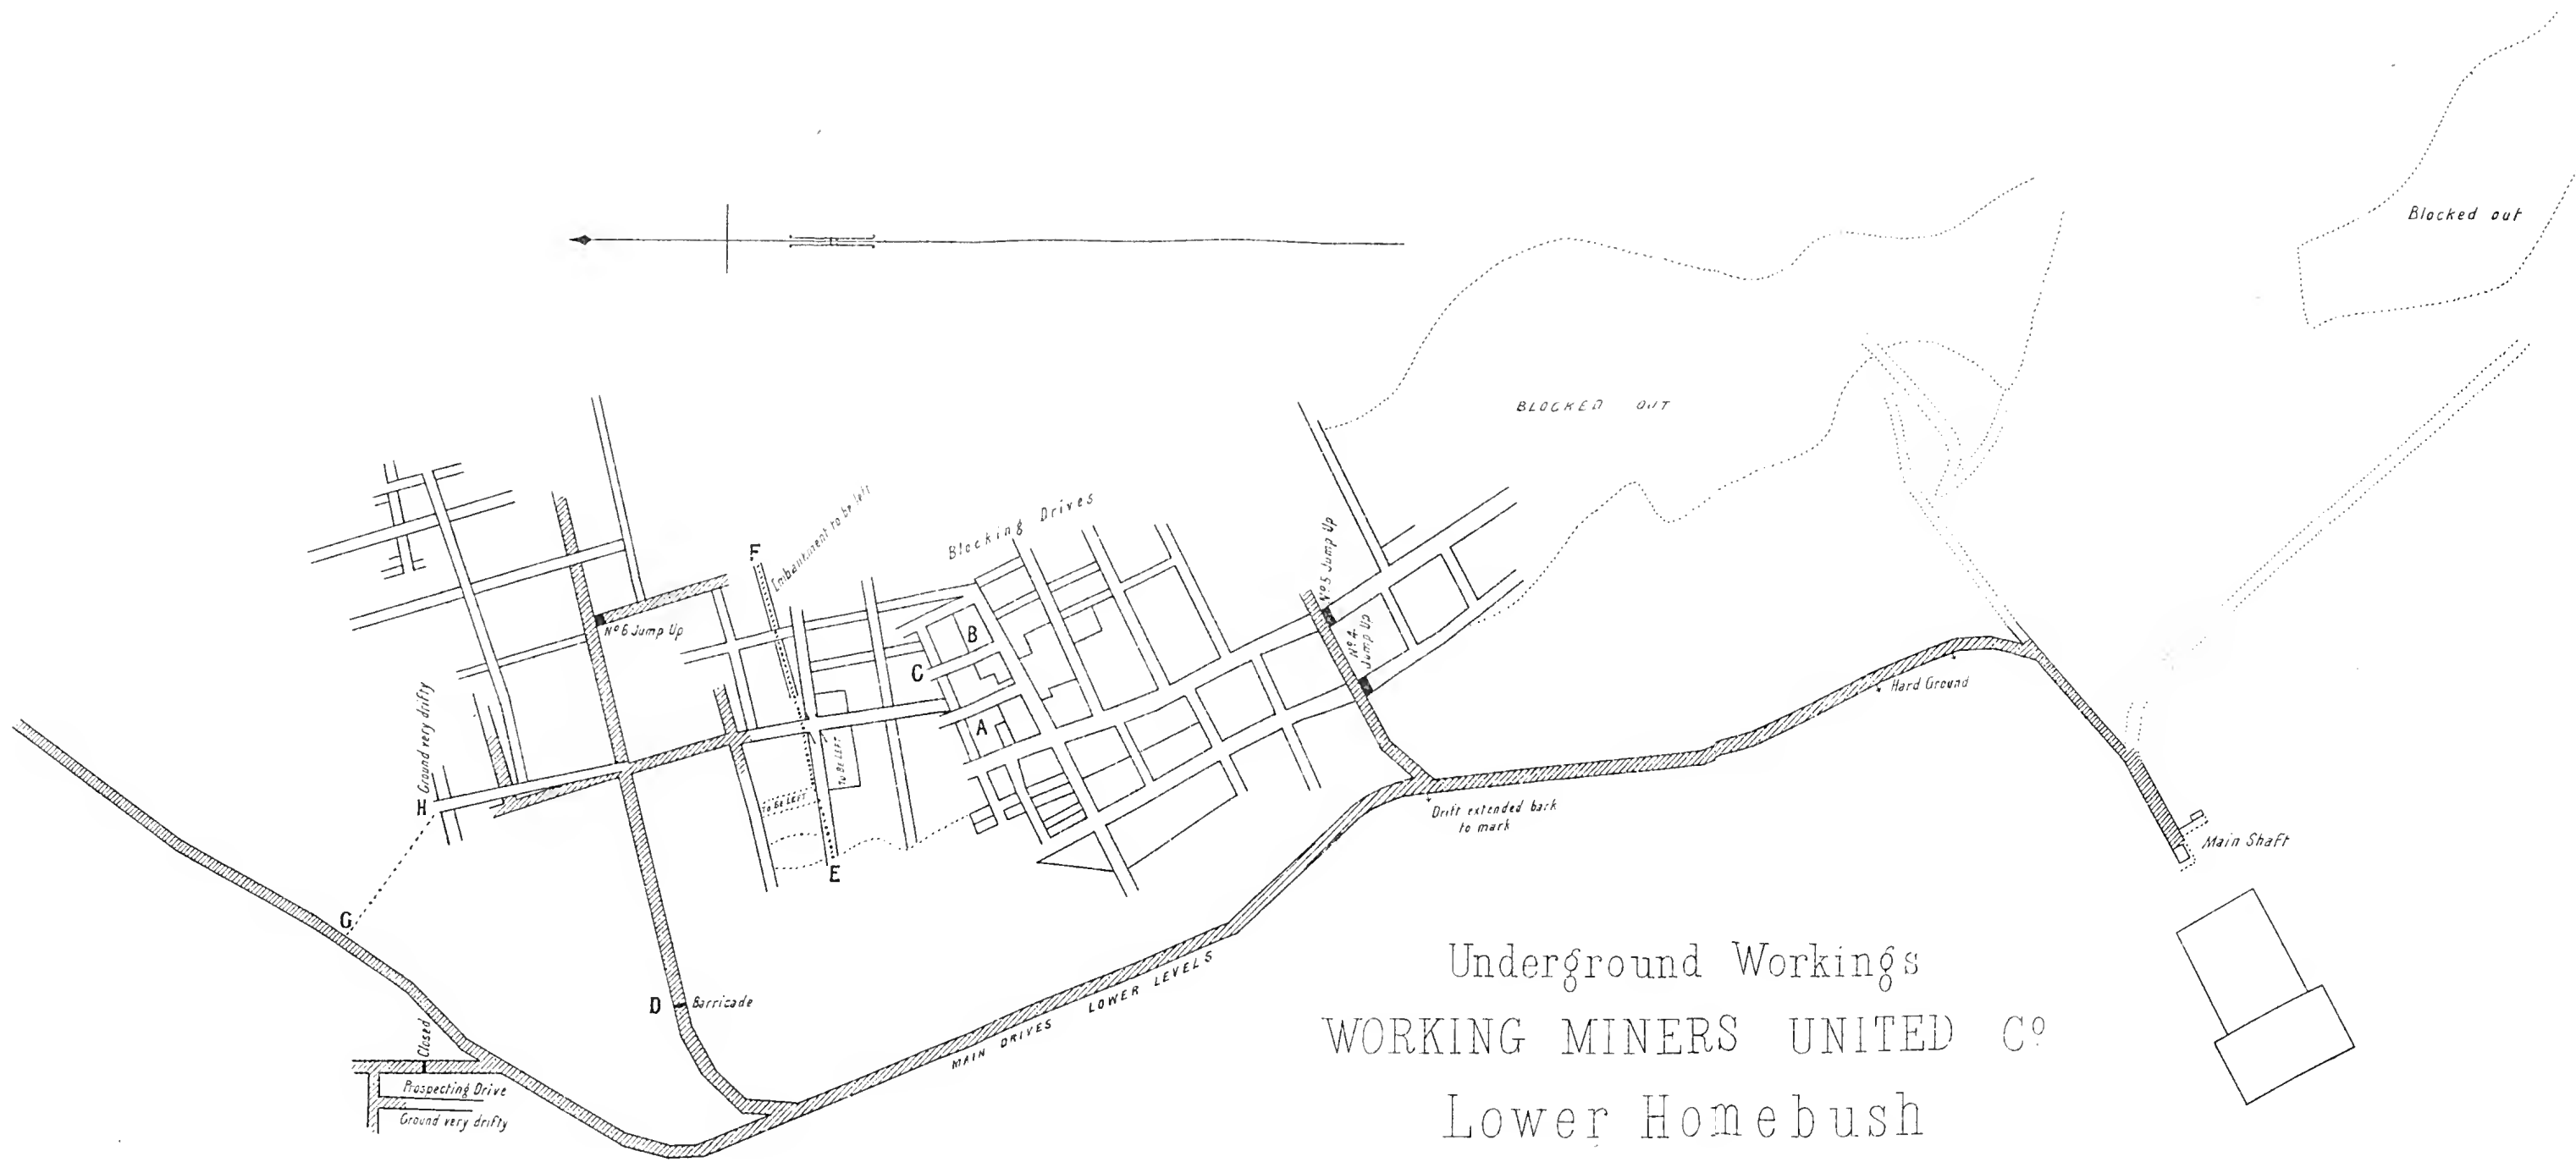 Blocked out
BLOCKED OUT
Blocking Drives
F
Embankment to be left
Nº 5 Jump Up
Nº 4
Jump Up
Nº 6 Jump Up
B
C
A
Hard Ground
Ground very drifty
H
TO BE LEFT
TO BE LEFT
E
Drift extended back
to mark
Main Shaft
G
D
Barricade
MAIN DRIVES LOWER LEVELS
Closed
Prospecting Drive
Ground very drifty
Underground Workings
WORKING MINERS UNITED Cº
Lower Homebush